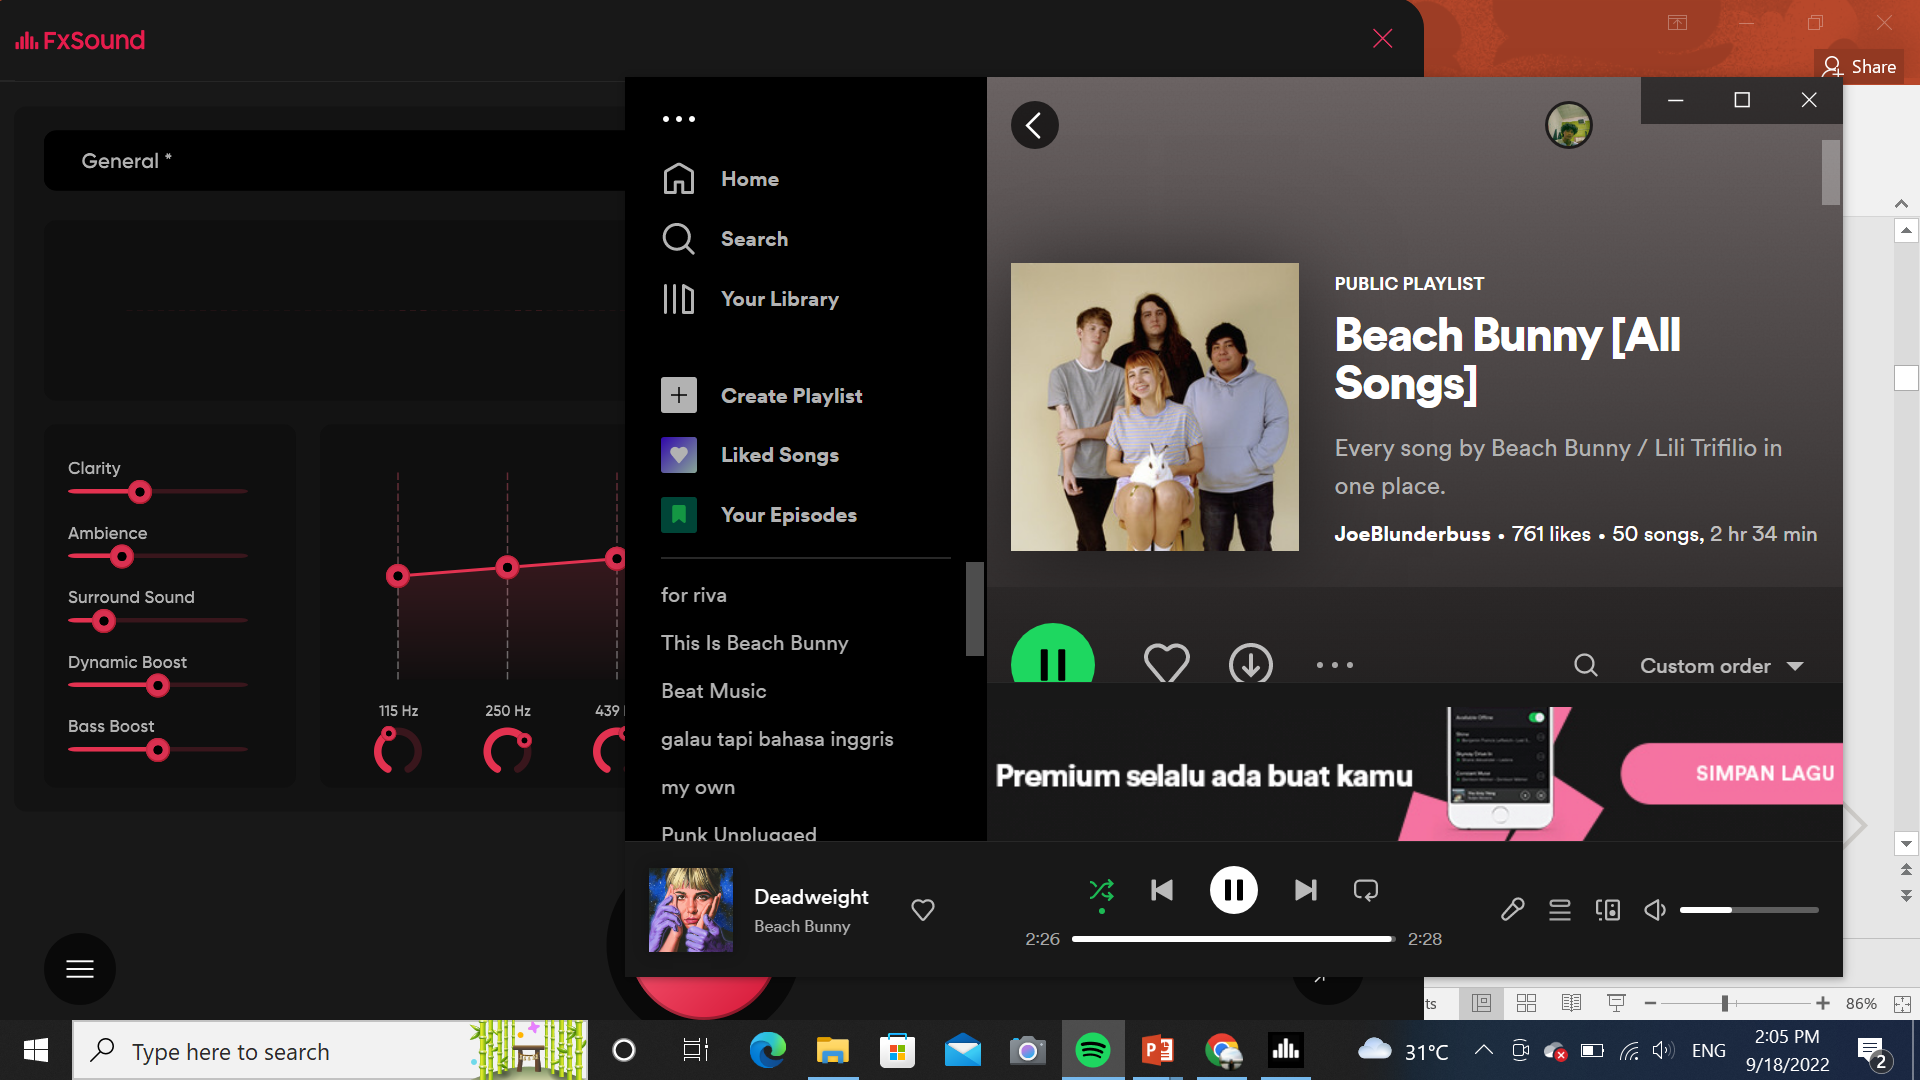 FxSound
Share
General *
Clarity
Ambience
Surround Sound
Dynamic Boost
Bass Boost
115 Hz
250 Hz
439
Home
Search
Your Library
Create Playlist
Liked Songs
Your Episodes
for riva
This Is Beach Bunny
Beat Music
galau tapi bahasa inggris
my own
Punk Unplugged
PUBLIC PLAYLIST
Beach Bunny [All
Songs]
Every song by Beach Bunny / Lili Trifilio in
one place.
JoeBlunderbuss • 761 likes • 50 songs, 2 hr 34 min
Custom order
Premium selalu ada buat kamu
Available Offline
SIMPAN LAGU
Deadweight
Beach Bunny
2:26
2:28
ts
86%
Type here to search
31°C
ENG
2:05 PM
9/18/2022
2